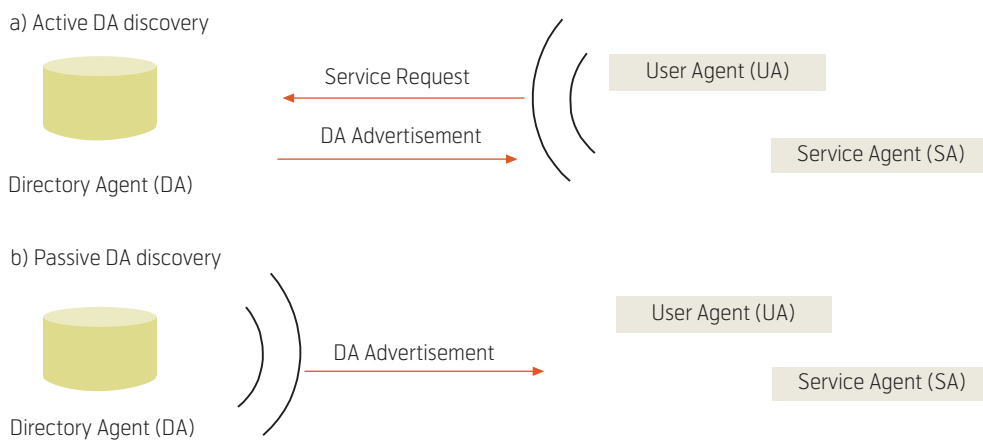 a) Active DA discovery
Service Request
User Agent (UA)
DA Advertisement
Service Agent (SA)
Directory Agent (DA)
b) Passive DA discovery
User Agent (UA)
DA Advertisement
Service Agent (SA)
Directory Agent (DA)